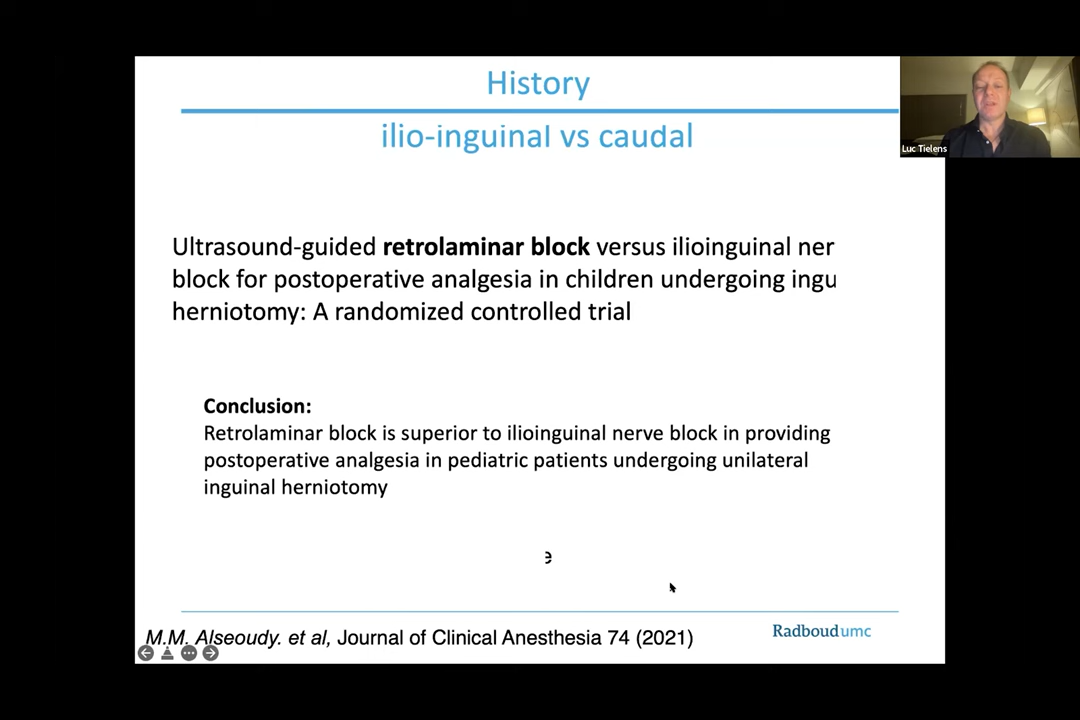 History
ilio-inguinal vs caudal
Luc Tielens
Ultrasound-guided retrolaminar block versus ilioinguinal ner
block for postoperative analgesia in children undergoing ingu
herniotomy: A randomized controlled trial
Conclusion:
Retrolaminar block is superior to ilioinguinal nerve block in providing
postoperative analgesia in pediatric patients undergoing unilateral
inguinal herniotomy
e
Radboudumc
M.M. Alseoudy. et al, Journal of Clinical Anesthesia 74 (2021)